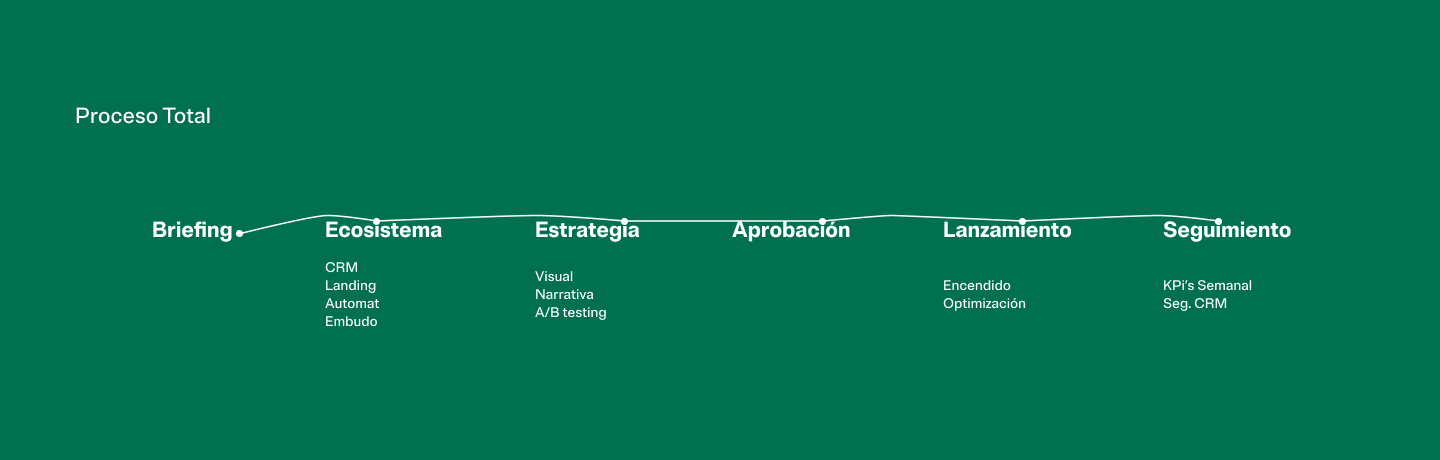 Proceso Total
Briefing
Ecosistema
CRM
Landing
Automat
Embudo
Estrategia
Visual
Narrativa
A/B testing
Aprobación
Lanzamiento
Encendido
Optimización
Seguimiento
KPi's Semanal
Seg. CRM